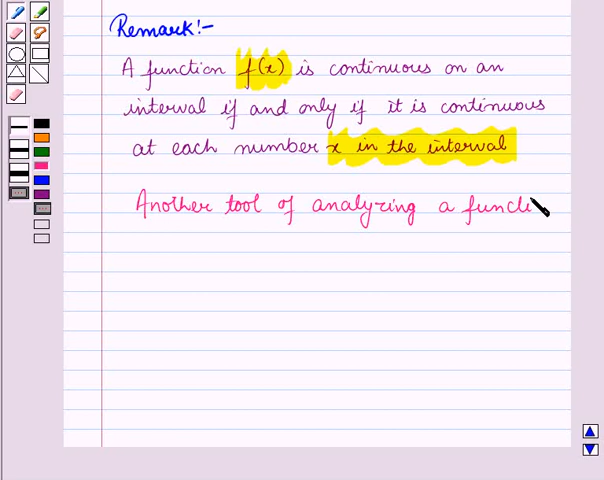 Remark:-
A function f(x) is continuous on an
interval if and only if it is continuous
at each number x in the interval
Another tool of analyzing a functi